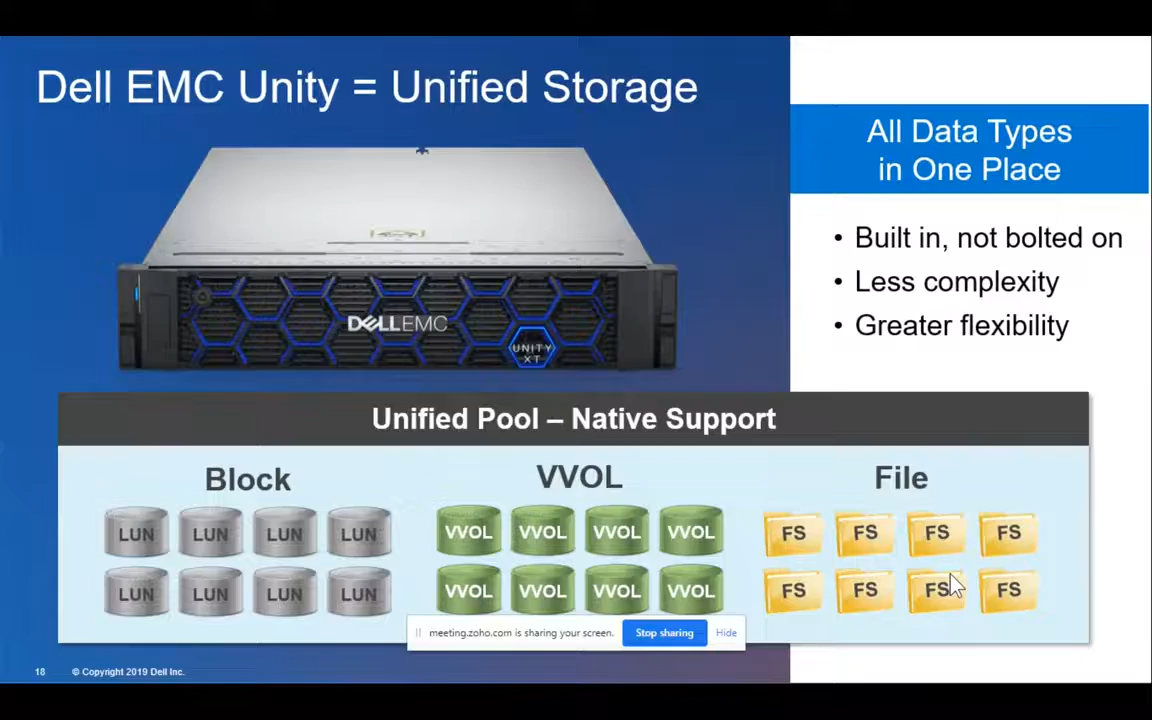 Dell EMC Unity = Unified Storage
All Data Types
in One Place
• Built in, not bolted on
• Less complexity
• Greater flexibility
DELLEMC
UNITY
XT
Unified Pool – Native Support
Block
LUN LUN LUN LUN
LUN LUN LUN LUN
VVOL
VVOL VVOL VVOL VVOL
VVOL VVOL VVOL VVOL
File
FS FS FS FS
FS FS FS FS
meeting.zoho.com is sharing your screen. Stop sharing Hide
18 © Copyright 2019 Dell Inc.